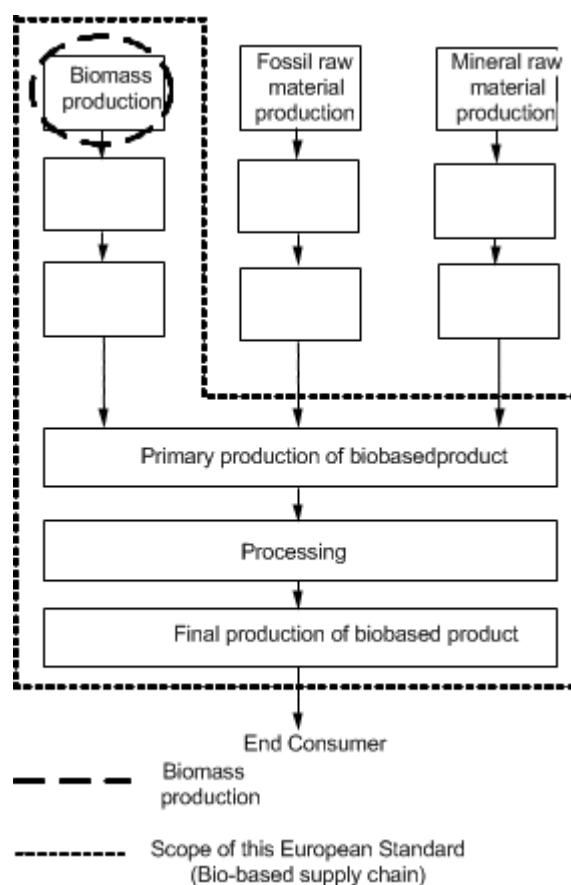 Biomass
production
Fossil raw
material
production
Mineral raw
material
production
Primary production of biobasedproduct
Processing
Final production of biobased product
End Consumer
Biomass
production
Scope of this European Standard
(Bio-based supply chain)